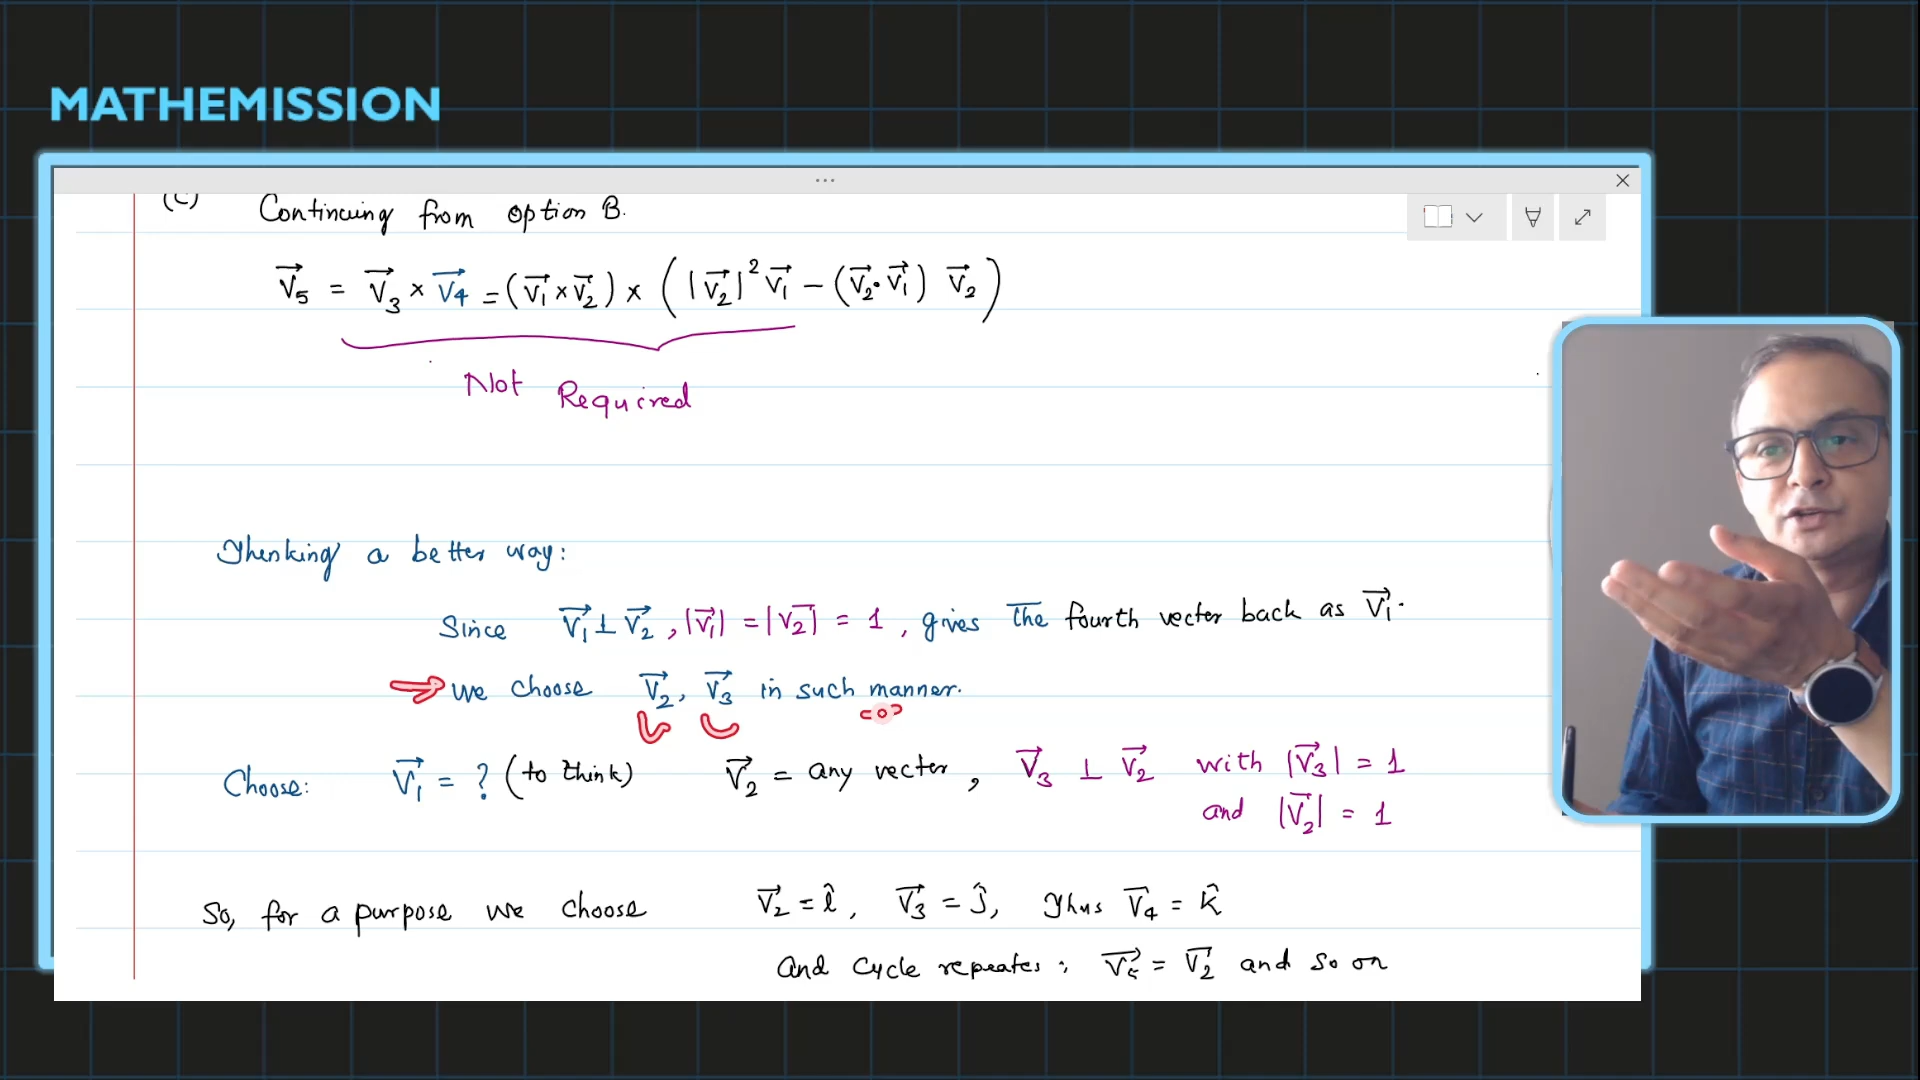 MATHEMISSION
(C) Continuing from option B.
V⃗₅ = V⃗₃ × V⃗₄ = (V⃗₁ × V⃗₂) × (|V⃗₂|² V⃗₁ − (V⃗₂·V⃗₁) V⃗₂)
Not Required
Thinking a better way:
Since V⃗₁ ⊥ V⃗₂, |V⃗₁| = |V⃗₂| = 1, gives the fourth vector back as V⃗₁.
we choose V⃗₂, V⃗₃ in such manner.
Choose: V⃗₁ = ? (to think) V⃗₂ = any vector, V⃗₃ ⊥ V⃗₂ with |V⃗₃| = 1
and |V⃗₂| = 1
So, for a purpose we choose V⃗₂ = î, V⃗₃ = ĵ, Thus V⃗₄ = k̂
And cycle repeates: V⃗₅ = V⃗₂ and so on